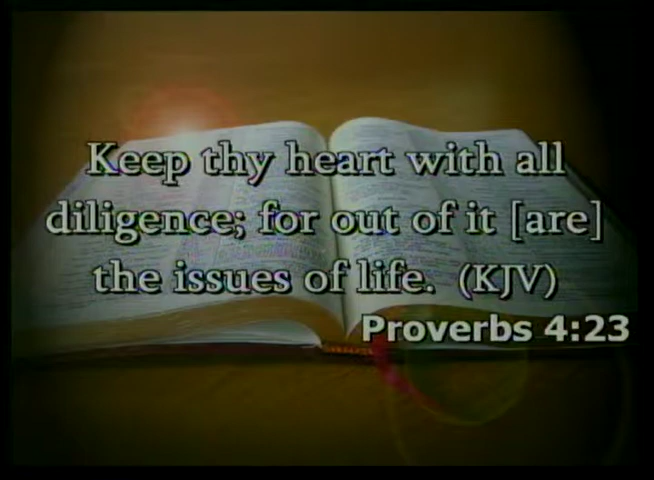 Keep thy heart with all
diligence; for out of it [are]
the issues of life. (KJV)
Proverbs 4:23